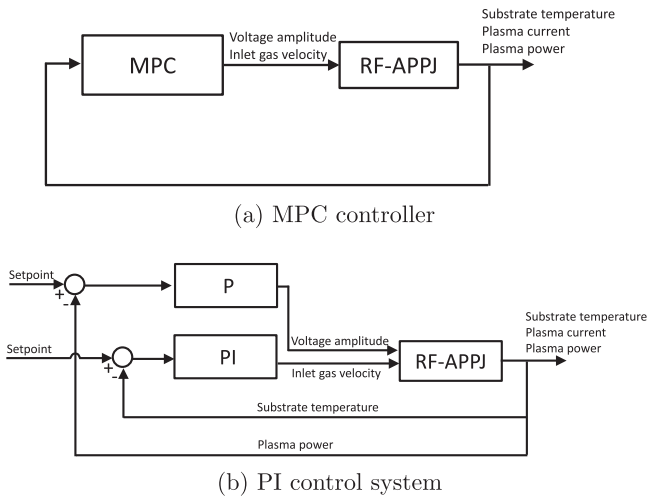 Substrate temperature
Plasma current
Plasma power
Voltage amplitude
Inlet gas velocity
MPC
RF-APPJ
(a) MPC controller
Setpoint
+
-
P
Setpoint
+
-
PI
Voltage amplitude
Inlet gas velocity
RF-APPJ
Substrate temperature
Plasma current
Plasma power
Substrate temperature
Plasma power
(b) PI control system